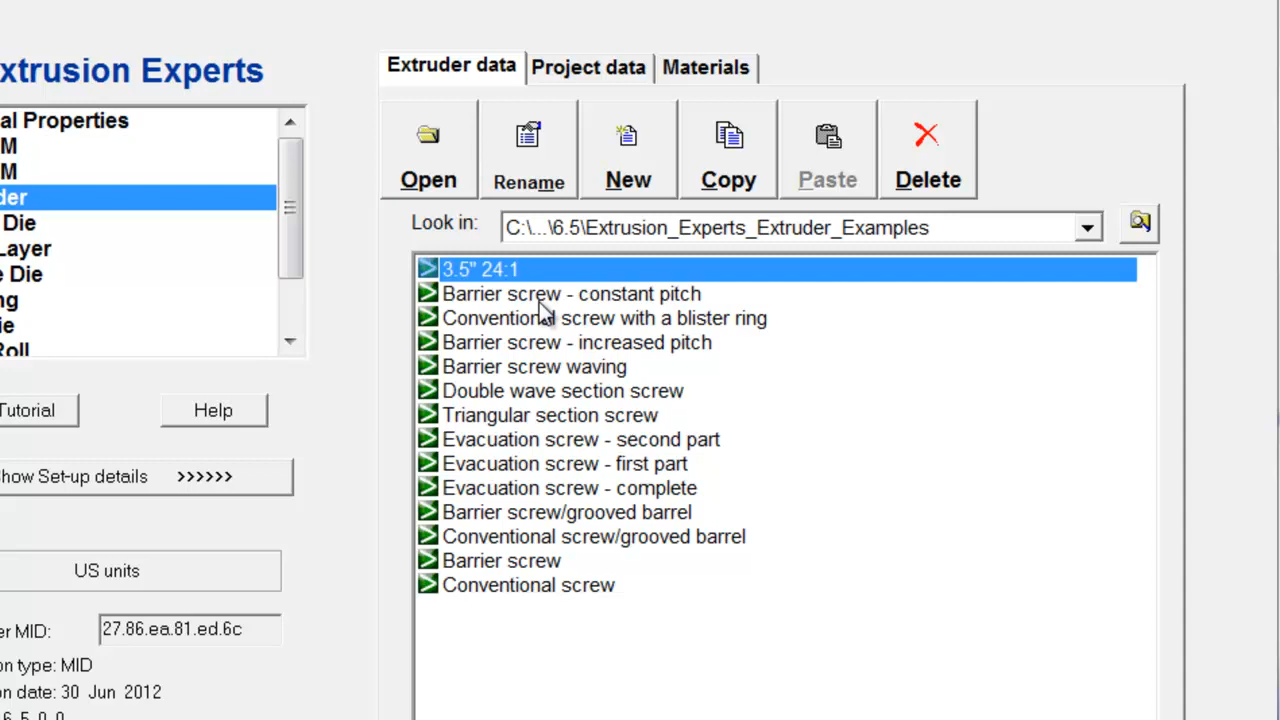 xtrusion Experts
al Properties
M
M
der
Die
Layer
e Die
ng
ie
Roll
Tutorial
Help
how Set-up details >>>>>>
US units
er MID: 27.86.ea.81.ed.6c
on type: MID
on date: 30 Jun 2012
6.5.0.0
Extruder data
Project data
Materials
Open
Rename
New
Copy
Paste
Delete
Look in: C:\...\6.5\Extrusion_Experts_Extruder_Examples
3.5" 24:1
Barrier screw - constant pitch
Conventional screw with a blister ring
Barrier screw - increased pitch
Barrier screw waving
Double wave section screw
Triangular section screw
Evacuation screw - second part
Evacuation screw - first part
Evacuation screw - complete
Barrier screw/grooved barrel
Conventional screw/grooved barrel
Barrier screw
Conventional screw